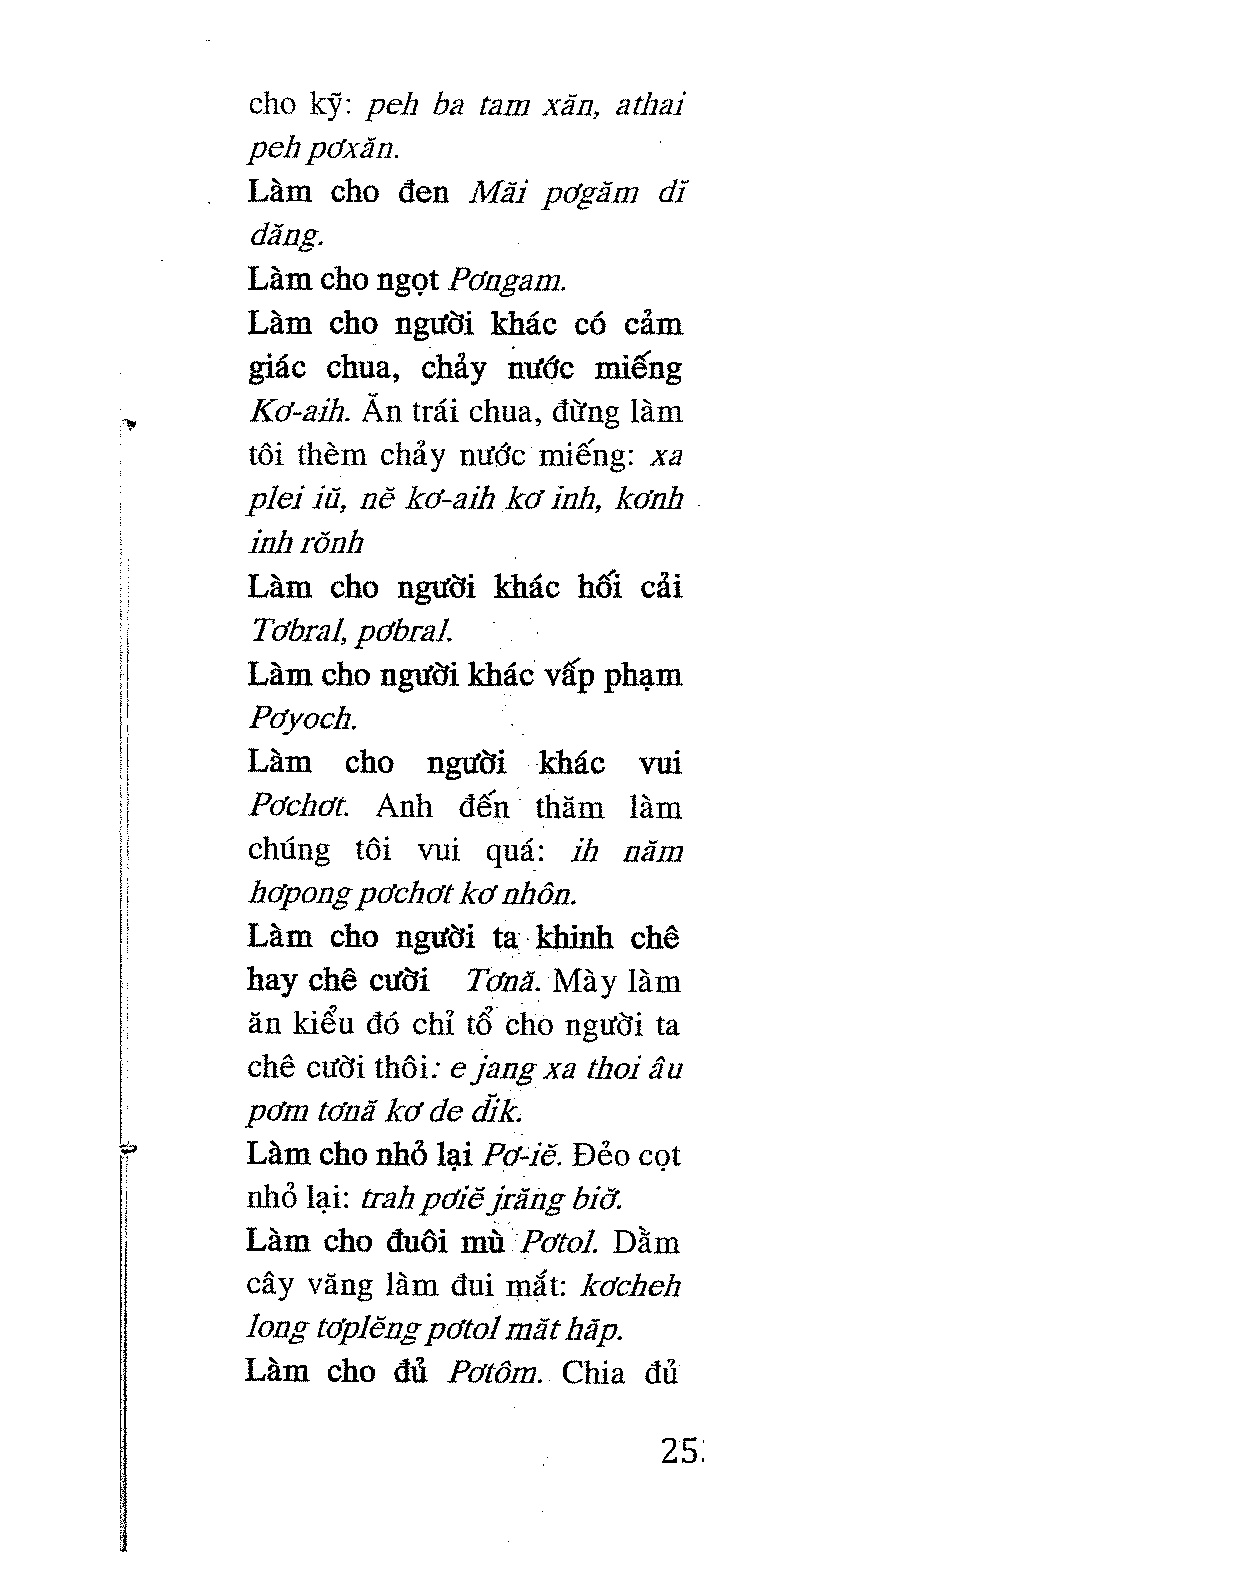 cho kỹ: peh ba tam xăn, athai
peh pơxăn.
Làm cho đen Măi pơgăm dĭ
dăng.
Làm cho ngọt Pơngam.
Làm cho người khác có cảm
giác chua, chảy nước miếng
Kơ-aih. Ăn trái chua, đừng làm
tôi thèm chảy nước miếng: xa
plei iŭ, nĕ kơ-aih kơ inh, kơnh
inh rŏnh
Làm cho người khác hối cải
Tơbral, pơbral.
Làm cho người khác vấp phạm
Pơyoch.
Làm cho người khác vui
Pơchơt. Anh đến thăm làm
chúng tôi vui quá: ih năm
hơpong pơchơt kơ nhôn.
Làm cho người ta khinh chê
hay chê cười Tơnă. Mày làm
ăn kiểu đó chỉ tổ cho người ta
chê cười thôi: e jang xa thoi âu
pơm tơnă kơ de dĭk.
Làm cho nhỏ lại Pơ-iĕ. Đẻo cọt
nhỏ lại: trah pơiĕ jrăng biơ̆.
Làm cho đuôi mù Pơtol. Dằm
cây văng làm đui mắt: kơcheh
long tơplĕng pơtol măt hăp.
Làm cho đủ Pơtôm. Chia đủ
25